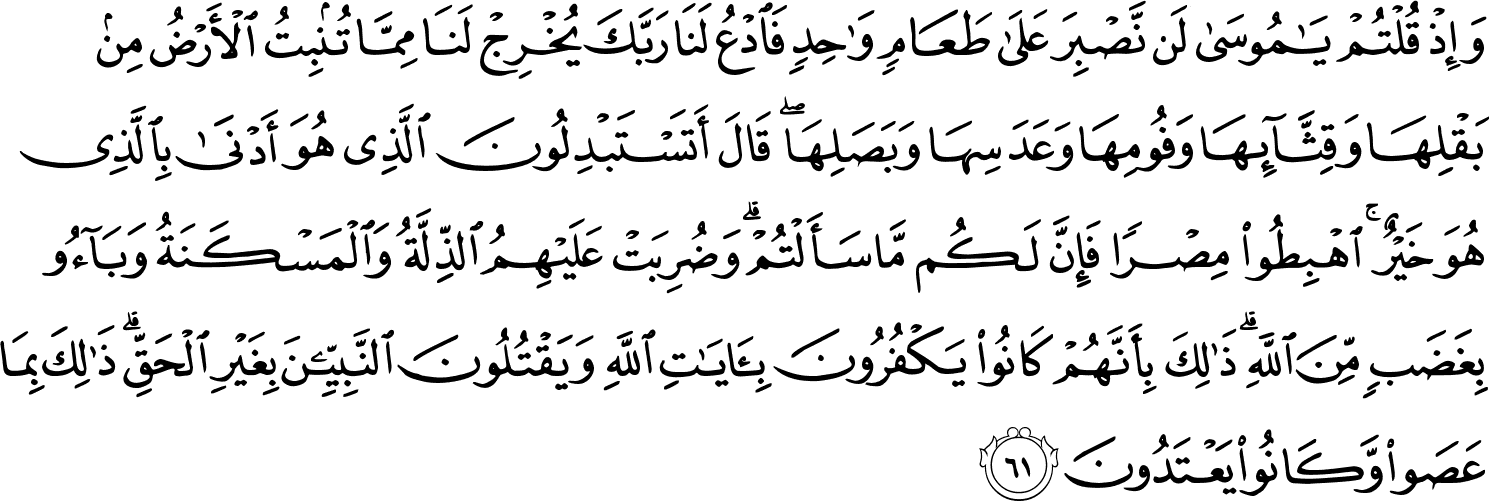 وَإِذْ قُلْتُمْ يَـٰمُوسَىٰ لَن نَّصْبِرَ عَلَىٰ طَعَامٍ وَٰحِدٍ فَٱدْعُ لَنَا رَبَّكَ يُخْرِجْ لَنَا مِمَّا تُنۢبِتُ ٱلْأَرْضُ مِنۢ
بَقْلِهَا وَقِثَّآئِهَا وَفُومِهَا وَعَدَسِهَا وَبَصَلِهَا ۖ قَالَ أَتَسْتَبْدِلُونَ ٱلَّذِى هُوَ أَدْنَىٰ بِٱلَّذِى
هُوَ خَيْرٌ ۚ ٱهْبِطُوا۟ مِصْرًا فَإِنَّ لَكُم مَّا سَأَلْتُمْ ۗ وَضُرِبَتْ عَلَيْهِمُ ٱلذِّلَّةُ وَٱلْمَسْكَنَةُ وَبَآءُو
بِغَضَبٍ مِّنَ ٱللَّهِ ۗ ذَٰلِكَ بِأَنَّهُمْ كَانُوا۟ يَكْفُرُونَ بِـَٔايَـٰتِ ٱللَّهِ وَيَقْتُلُونَ ٱلنَّبِيِّـۧنَ بِغَيْرِ ٱلْحَقِّ ۗ ذَٰلِكَ بِمَا
عَصَوا۟ وَّكَانُوا۟ يَعْتَدُونَ ٦١